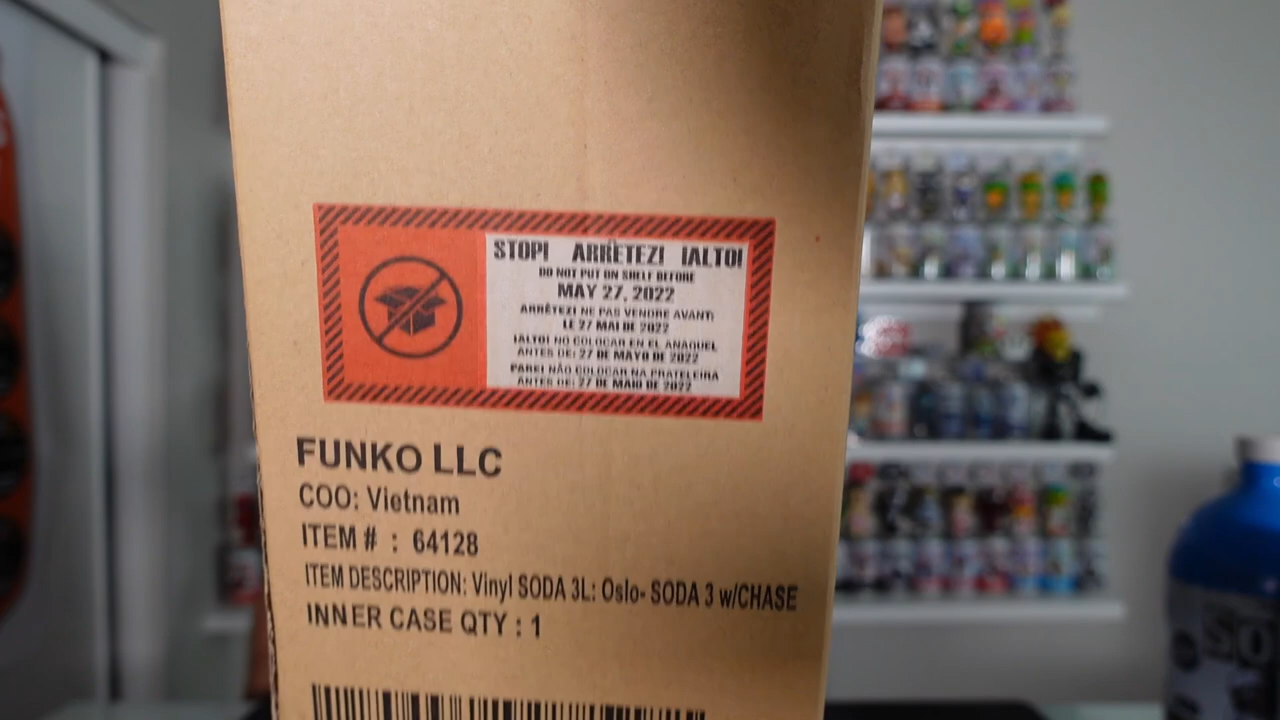 STOP! ARRÊTEZ! ¡ALTO!
DO NOT PUT ON SHELF BEFORE
MAY 27, 2022
ARRÊTEZ! NE PAS VENDRE AVANT:
LE 27 MAI DE 2022
¡ALTO! NO COLOCAR EN EL ANAQUEL
ANTES DE: 27 DE MAYO DE 2022
PARE! NÃO COLOCAR NA PRATELEIRA
ANTES DE: 27 DE MAIO DE 2022
FUNKO LLC
COO: Vietnam
ITEM # : 64128
ITEM DESCRIPTION: Vinyl SODA 3L: Oslo- SODA 3 w/CHASE
INNER CASE QTY : 1
SO